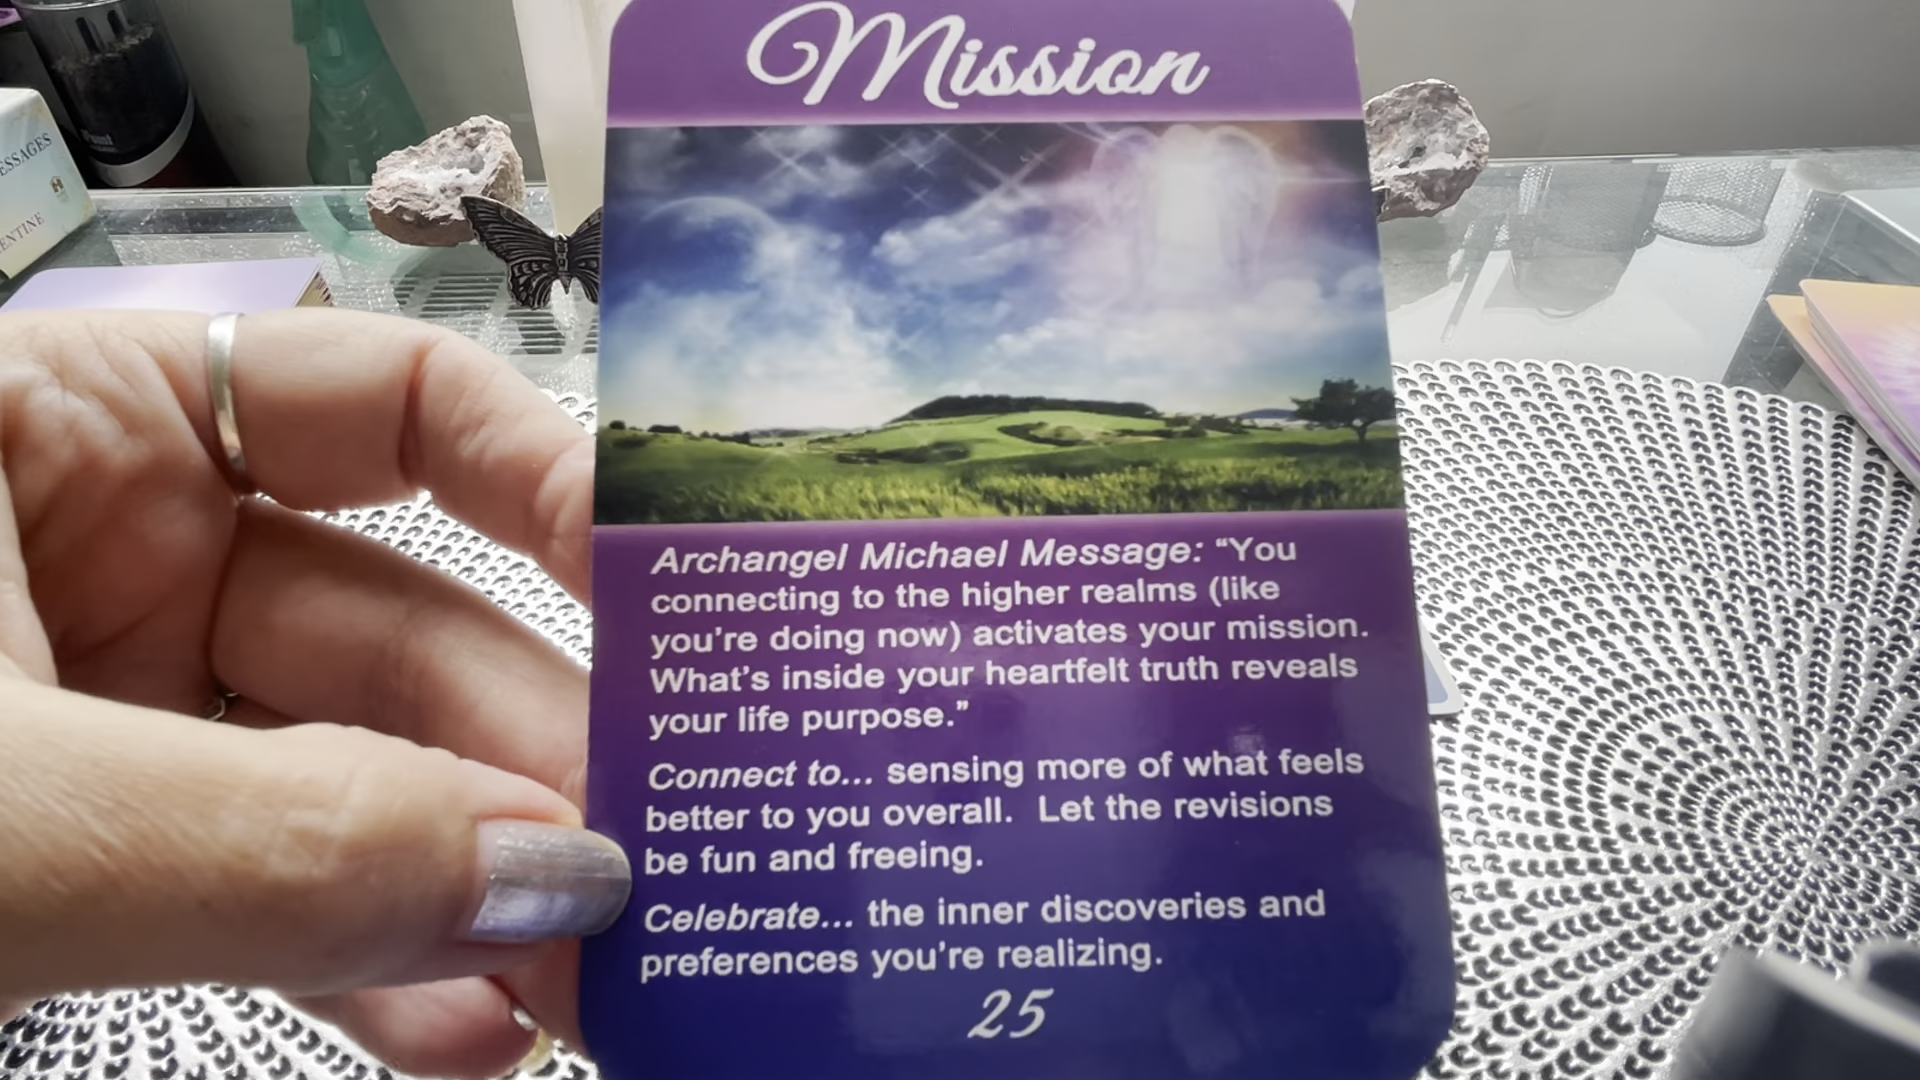 Mission
ESSAGES
ENTINE
Archangel Michael Message: “You
connecting to the higher realms (like
you’re doing now) activates your mission.
What’s inside your heartfelt truth reveals
your life purpose.”
Connect to... sensing more of what feels
better to you overall.  Let the revisions
be fun and freeing.
Celebrate... the inner discoveries and
preferences you’re realizing.
25